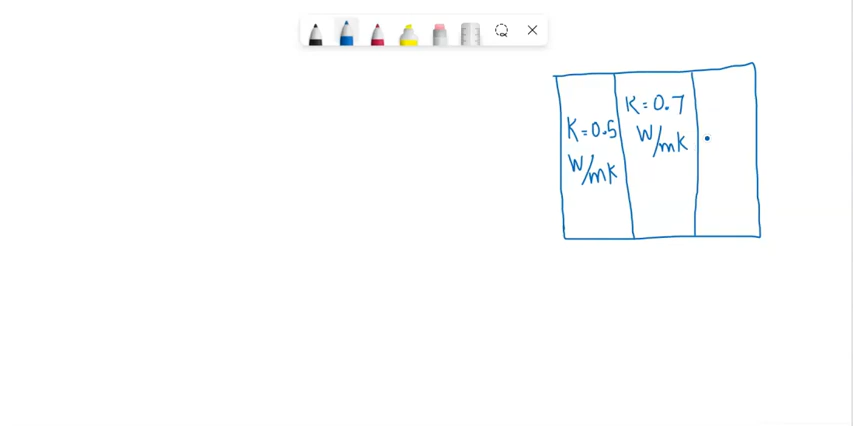 K = 0.5
W/mk
K = 0.7
W/mk